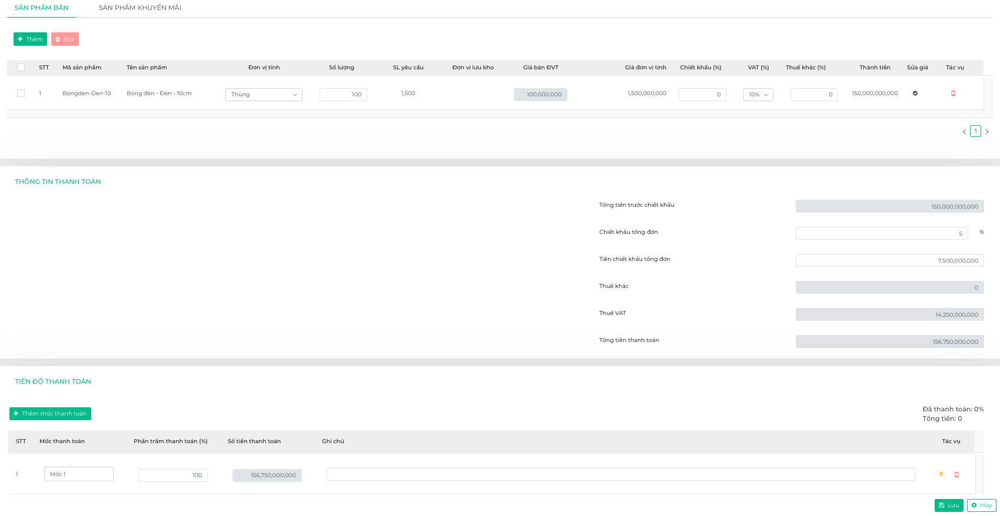 SẢN PHẨM BÁN SẢN PHẨM KHUYẾN MÃI
Thêm Xóa
STT Mã sản phẩm Tên sản phẩm Đơn vị tính Số lượng SL yêu cầu Đơn vị lưu kho Giá bán ĐVT Giá đơn vị tính Chiết khấu (%) VAT (%) Thuế khác (%) Thành tiền Sửa giá Tác vụ
1 Bongden-Den-10 Bóng đèn - Đen - 10cm Thùng 100 1,500 100,000,000 1,500,000,000 0 10% 0 150,000,000,000
1
THÔNG TIN THANH TOÁN
Tổng tiền trước chiết khấu 150,000,000,000
Chiết khấu tổng đơn 5 %
Tiên chiết khấu tổng đơn 7,500,000,000
Thuế khác 0
Thuế VAT 14,250,000,000
Tổng tiền thanh toán 156,750,000,000
TIẾN ĐỘ THANH TOÁN
Thêm mốc thanh toán
Đã thanh toán: 0%
Tổng tiền: 0
STT Mốc thanh toán Phần trăm thanh toán (%) Số tiền thanh toán Ghi chú Tác vụ
1 Mốc 1 100 156,750,000,000
Lưu Hủy